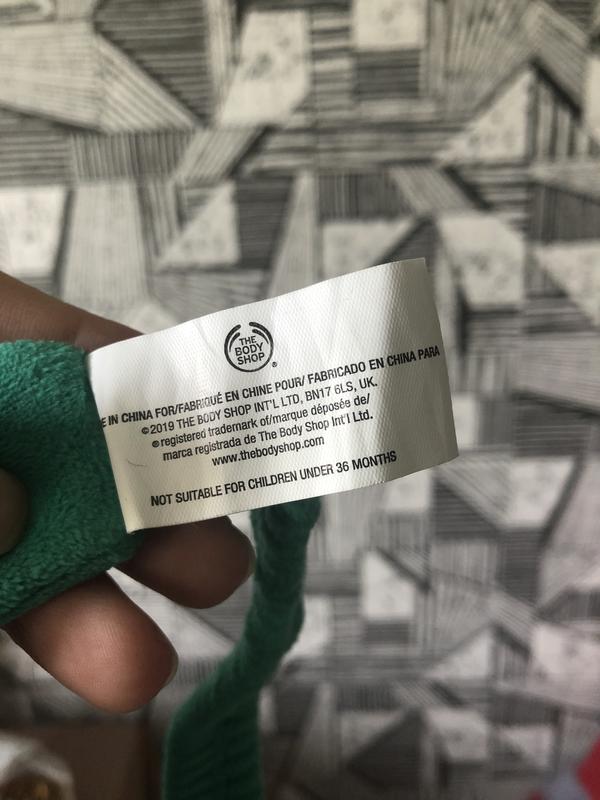 THE
BODY
SHOP
®
E IN CHINA FOR/FABRIQUÉ EN CHINE POUR/ FABRICADO EN CHINA PARA
©2019 THE BODY SHOP INT'L LTD, BN17 6LS, UK.
®registered trademark of/marque déposée de/
marca registrada de The Body Shop Int'l Ltd.
www.thebodyshop.com
NOT SUITABLE FOR CHILDREN UNDER 36 MONTHS